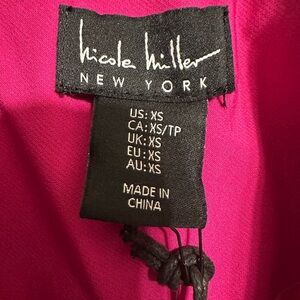 nicole miller
NEW YORK
US: XS
CA: XS/TP
UK: XS
EU: XS
AU: XS
MADE IN
CHINA